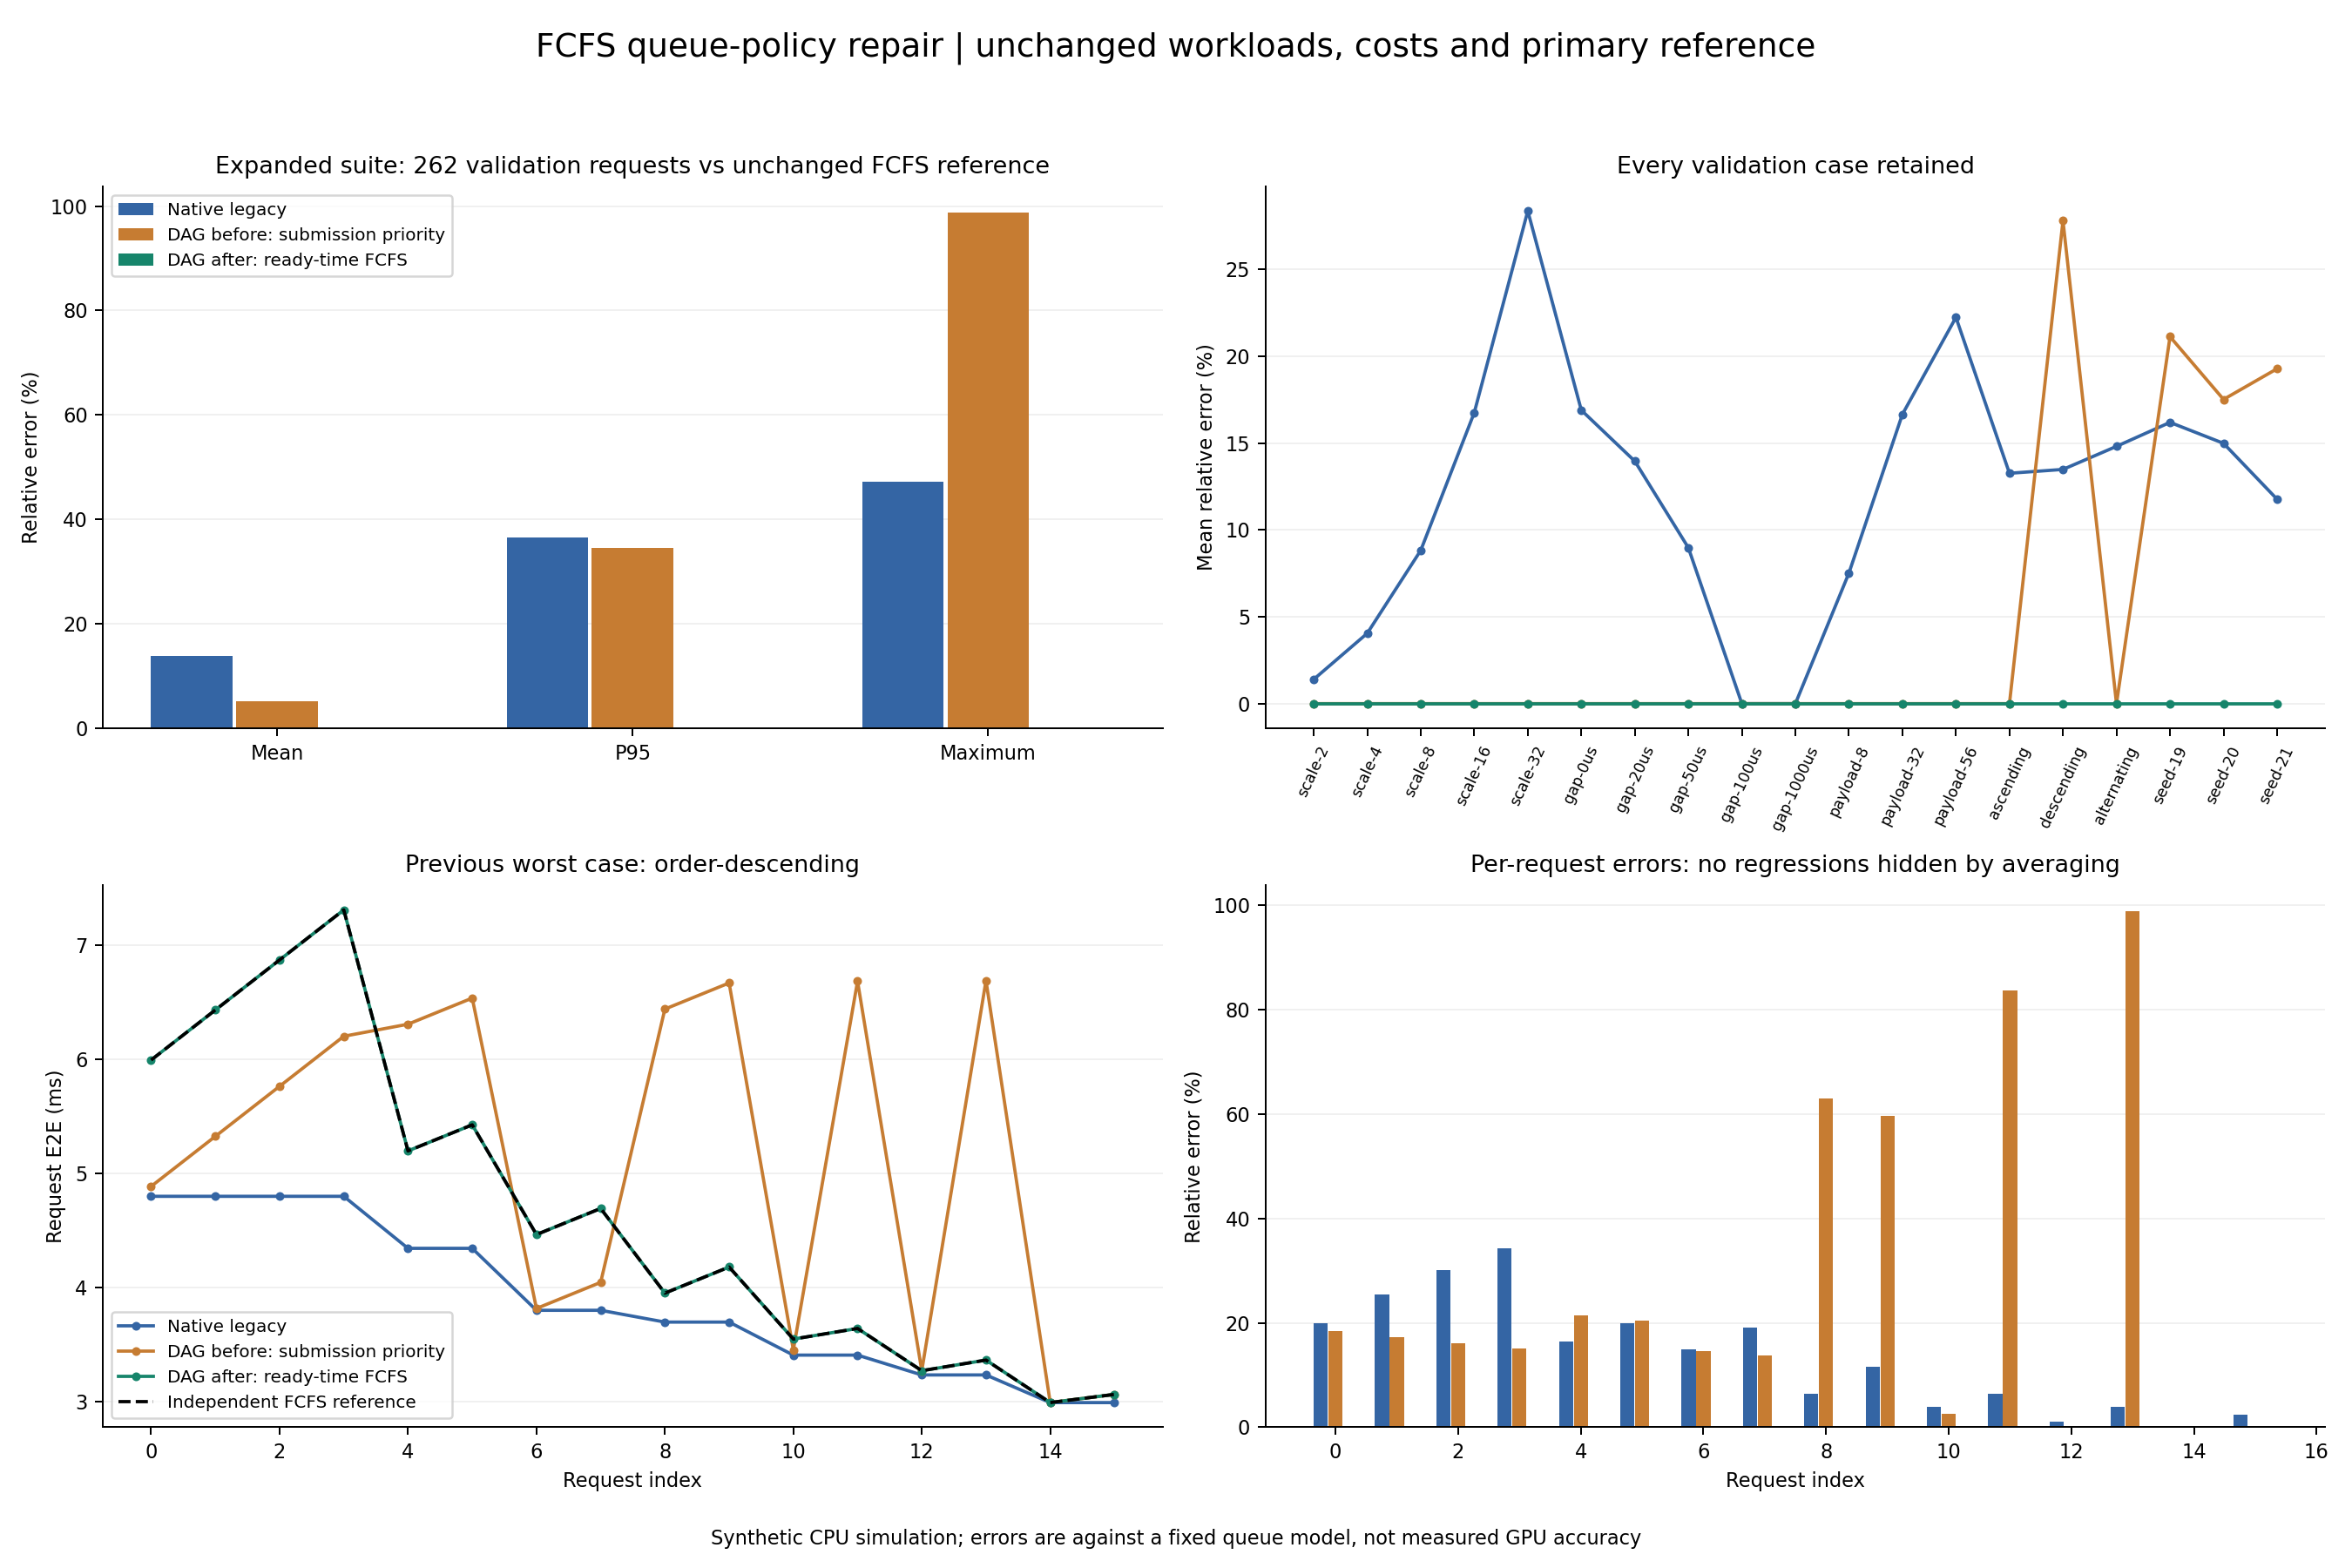 FCFS queue-policy repair | unchanged workloads, costs and primary reference
Expanded suite: 262 validation requests vs unchanged FCFS reference
Relative error (%)
100
80
60
40
20
0
Native legacy
DAG before: submission priority
DAG after: ready-time FCFS
Mean
P95
Maximum
Every validation case retained
Mean relative error (%)
25
20
15
10
5
0
scale-2
scale-4
scale-8
scale-16
scale-32
gap-0us
gap-20us
gap-50us
gap-100us
gap-1000us
payload-8
payload-32
payload-56
ascending
descending
alternating
seed-19
seed-20
seed-21
Previous worst case: order-descending
Request E2E (ms)
7
6
5
4
3
Native legacy
DAG before: submission priority
DAG after: ready-time FCFS
Independent FCFS reference
0
2
4
6
8
10
12
14
Request index
Per-request errors: no regressions hidden by averaging
Relative error (%)
100
80
60
40
20
0
0
2
4
6
8
10
12
14
16
Request index
Synthetic CPU simulation; errors are against a fixed queue model, not measured GPU accuracy